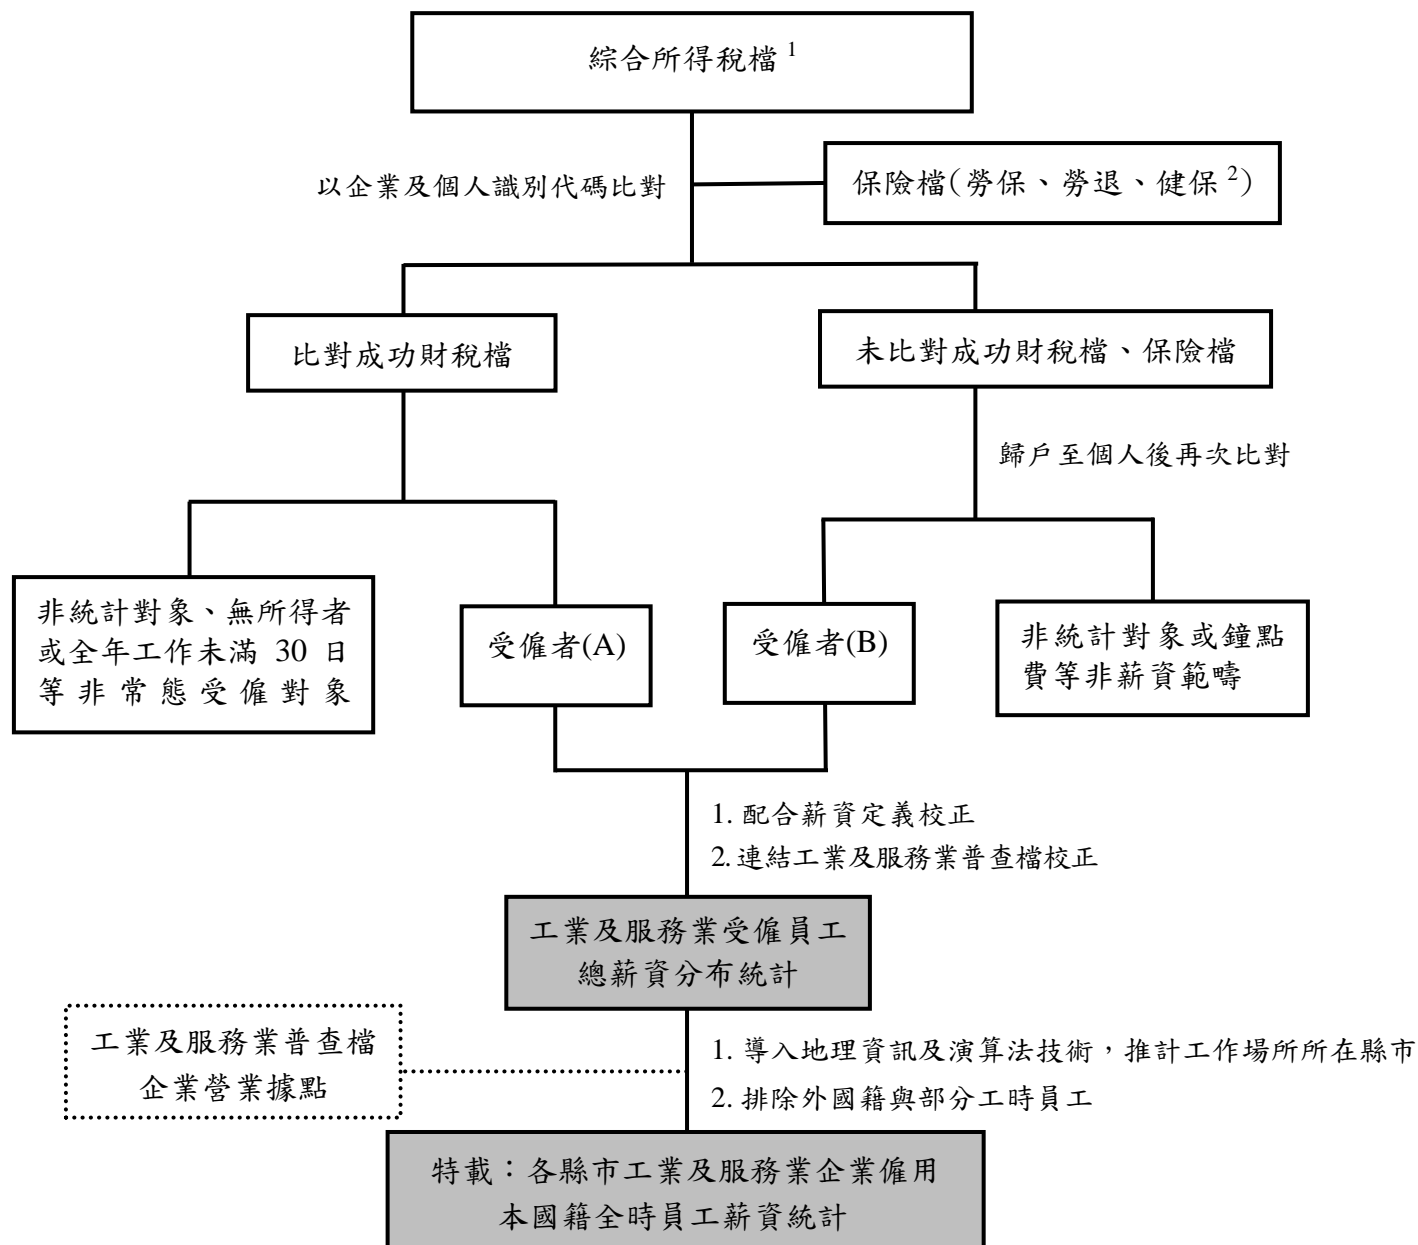 綜合所得稅檔 1
以企業及個人識別代碼比對
保險檔(勞保、勞退、健保 2)
比對成功財稅檔
未比對成功財稅檔、保險檔
歸戶至個人後再次比對
非統計對象、無所得者
或全年工作未滿 30 日
等非常態受僱對象
受僱者(A)
受僱者(B)
非統計對象或鐘點
費等非薪資範疇
1. 配合薪資定義校正
2. 連結工業及服務業普查檔校正
工業及服務業受僱員工
總薪資分布統計
工業及服務業普查檔
企業營業據點
1. 導入地理資訊及演算法技術，推計工作場所所在縣市
2. 排除外國籍與部分工時員工
特載：各縣市工業及服務業企業僱用
本國籍全時員工薪資統計